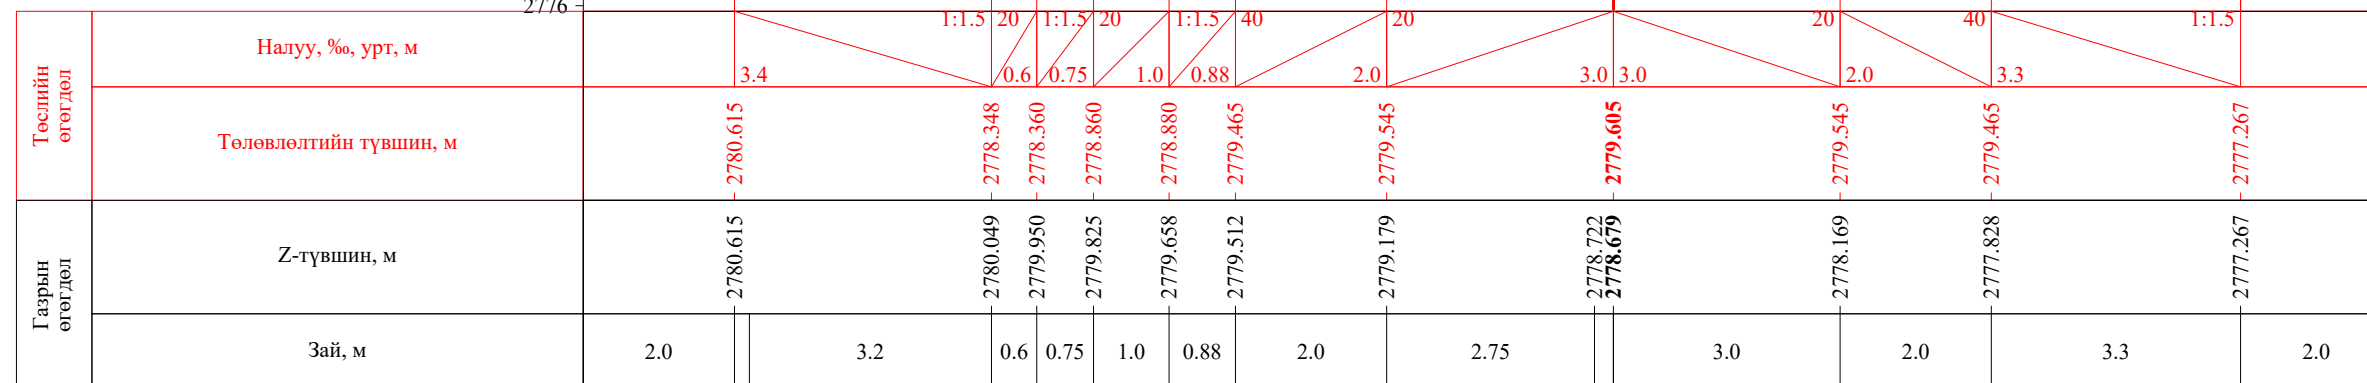 2776
Төслийн өгөгдөл
Налуу, ‰, урт, м
1:1.5 20 1:1.5 20 1:1.5 40 20 20 40 1:1.5
3.4 0.6 0.75 1.0 0.88 2.0 3.0 3.0 2.0 3.3
Төлөвлөлтийн түвшин, м
2780.615 2778.348 2778.360 2778.860 2778.880 2779.465 2779.545 2779.605 2779.545 2779.465 2777.267
Газрын өгөгдөл
Z-түвшин, м
2780.615 2780.049 2779.950 2779.825 2779.658 2779.512 2779.179 2778.722 2778.679 2778.169 2777.828 2777.267
Зай, м
2.0 3.2 0.6 0.75 1.0 0.88 2.0 2.75 3.0 2.0 3.3 2.0